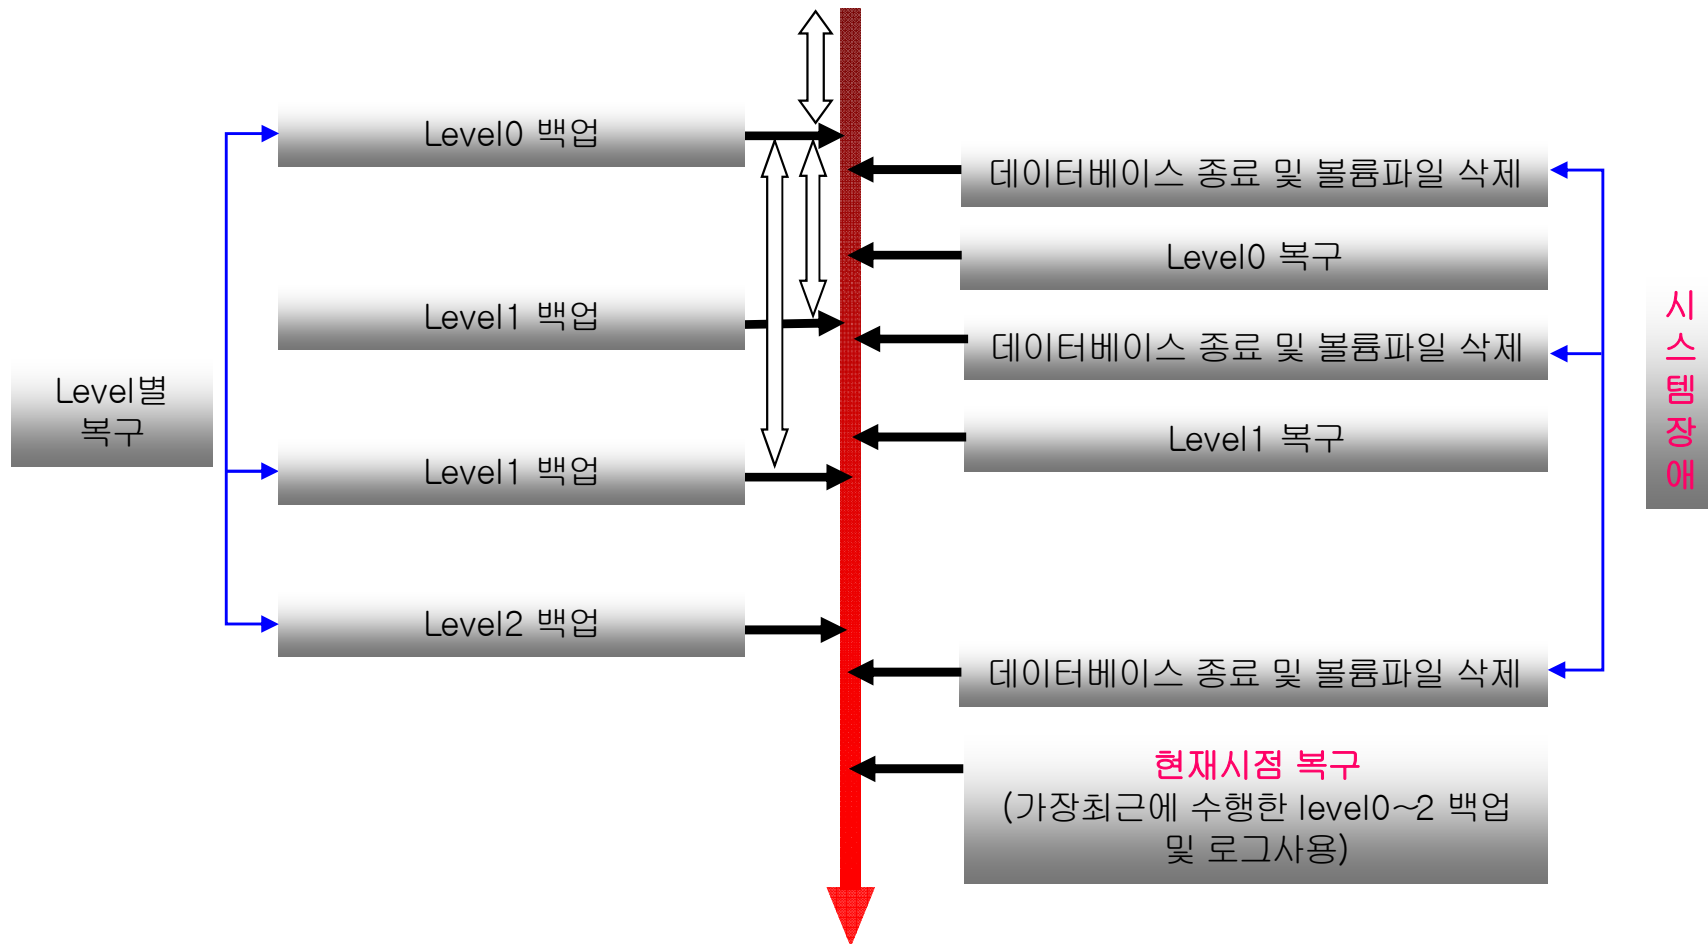 Level0 백업
데이터베이스 종료 및 볼륨파일 삭제
Level0 복구
Level1 백업
데이터베이스 종료 및 볼륨파일 삭제
Level별
복구
Level1 복구
Level1 백업
시
스
템
장
애
Level2 백업
데이터베이스 종료 및 볼륨파일 삭제
현재시점 복구
(가장최근에 수행한 level0~2 백업
및 로그사용)